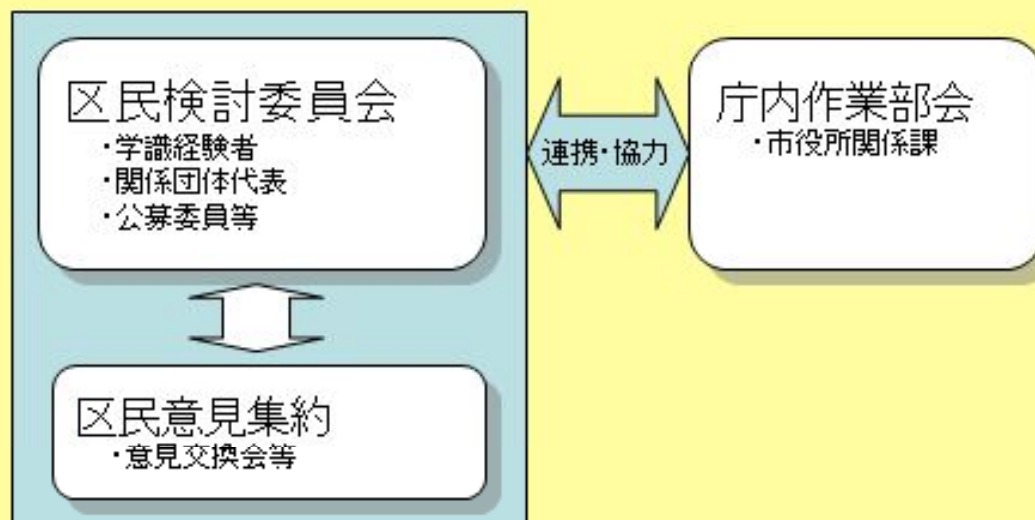 区民検討委員会
・学識経験者
・関係団体代表
・公募委員等
連携・協力
庁内作業部会
・市役所関係課
区民意見集約
・意見交換会等